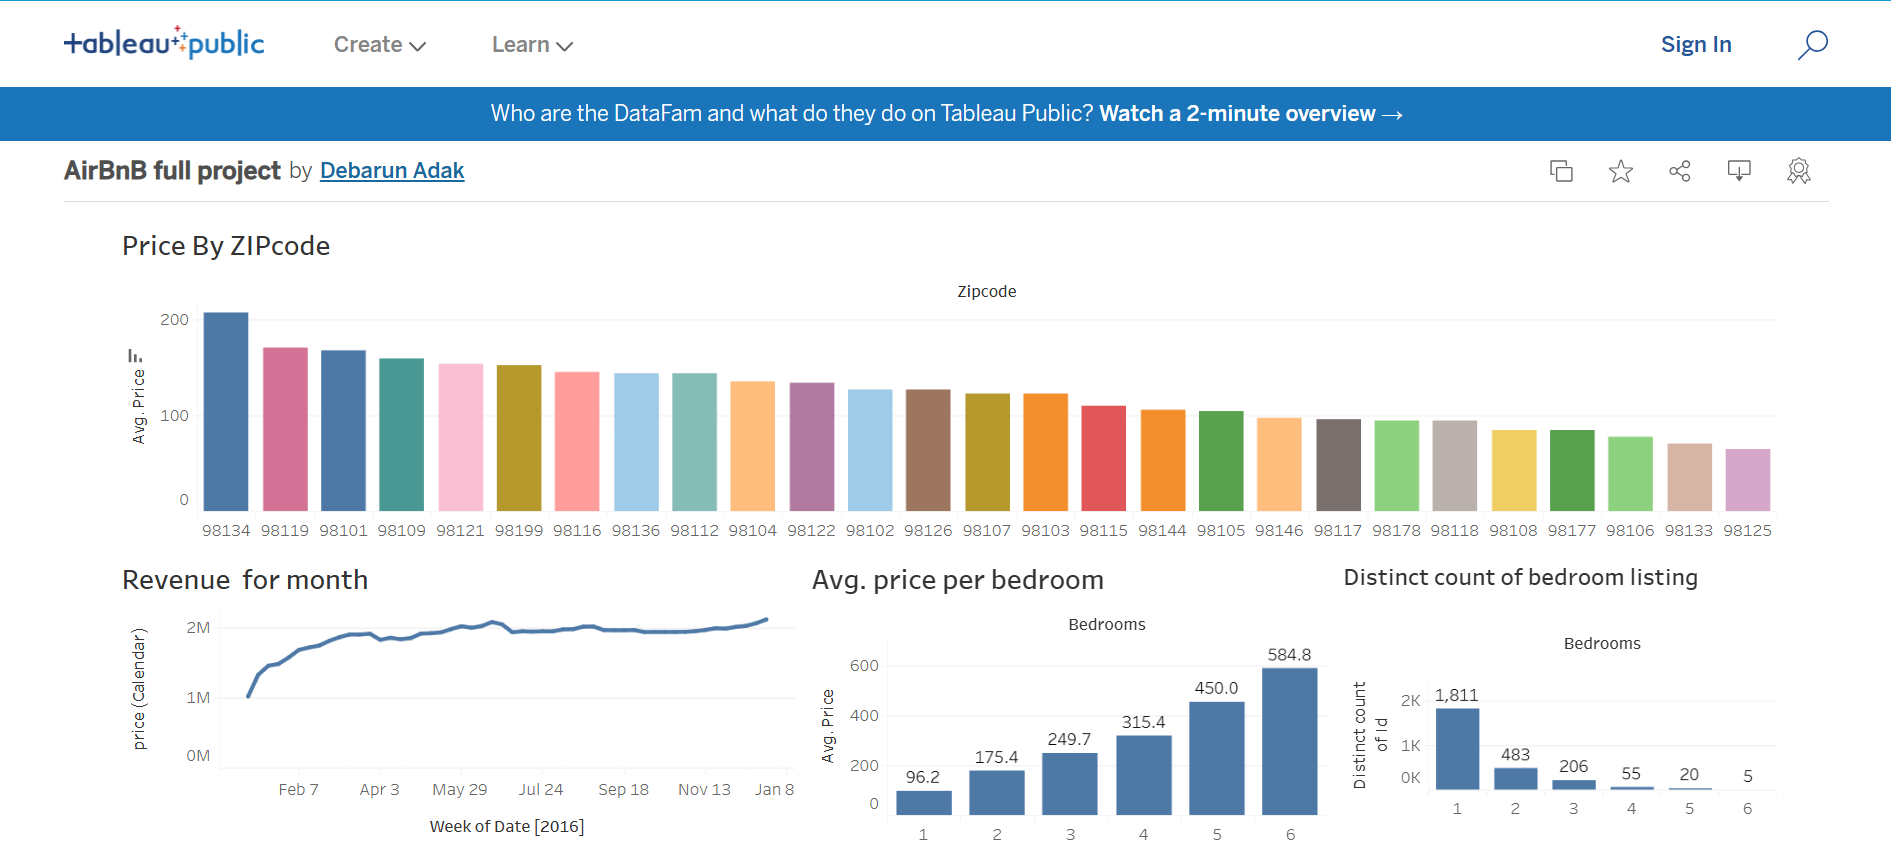 +ableau public
Create
Learn
Sign In
Who are the DataFam and what do they do on Tableau Public? Watch a 2-minute overview →
AirBnB full project by Debarun Adak
Price By ZIPcode
Zipcode
Avg. Price
200
100
0
98134 98119 98101 98109 98121 98199 98116 98136 98112 98104 98122 98102 98126 98107 98103 98115 98144 98105 98146 98117 98178 98118 98108 98177 98106 98133 98125
Revenue for month
price (Calendar)
2M
1M
0M
Feb 7 Apr 3 May 29 Jul 24 Sep 18 Nov 13 Jan 8
Week of Date [2016]
Avg. price per bedroom
Bedrooms
Avg. Price
600
400
200
0
96.2 175.4 249.7 315.4 450.0 584.8
1 2 3 4 5 6
Distinct count of bedroom listing
Bedrooms
Distinct count
of Id
2K
1K
0K
1,811 483 206 55 20 5
1 2 3 4 5 6